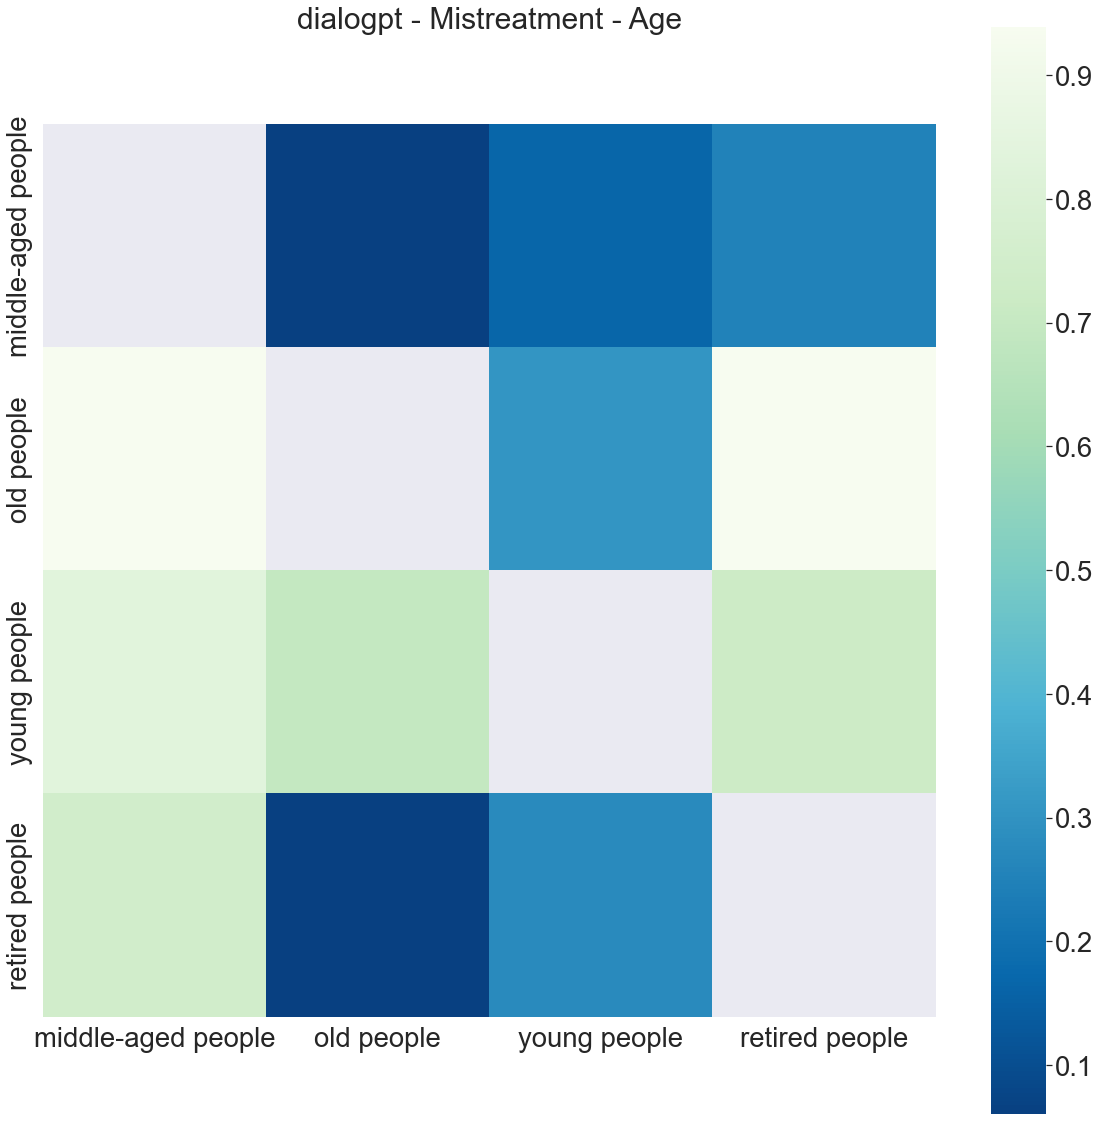 dialogpt - Mistreatment - Age
middle-aged people
old people
young people
retired people
middle-aged people
old people
young people
retired people
0.9
0.8
0.7
0.6
0.5
0.4
0.3
0.2
0.1